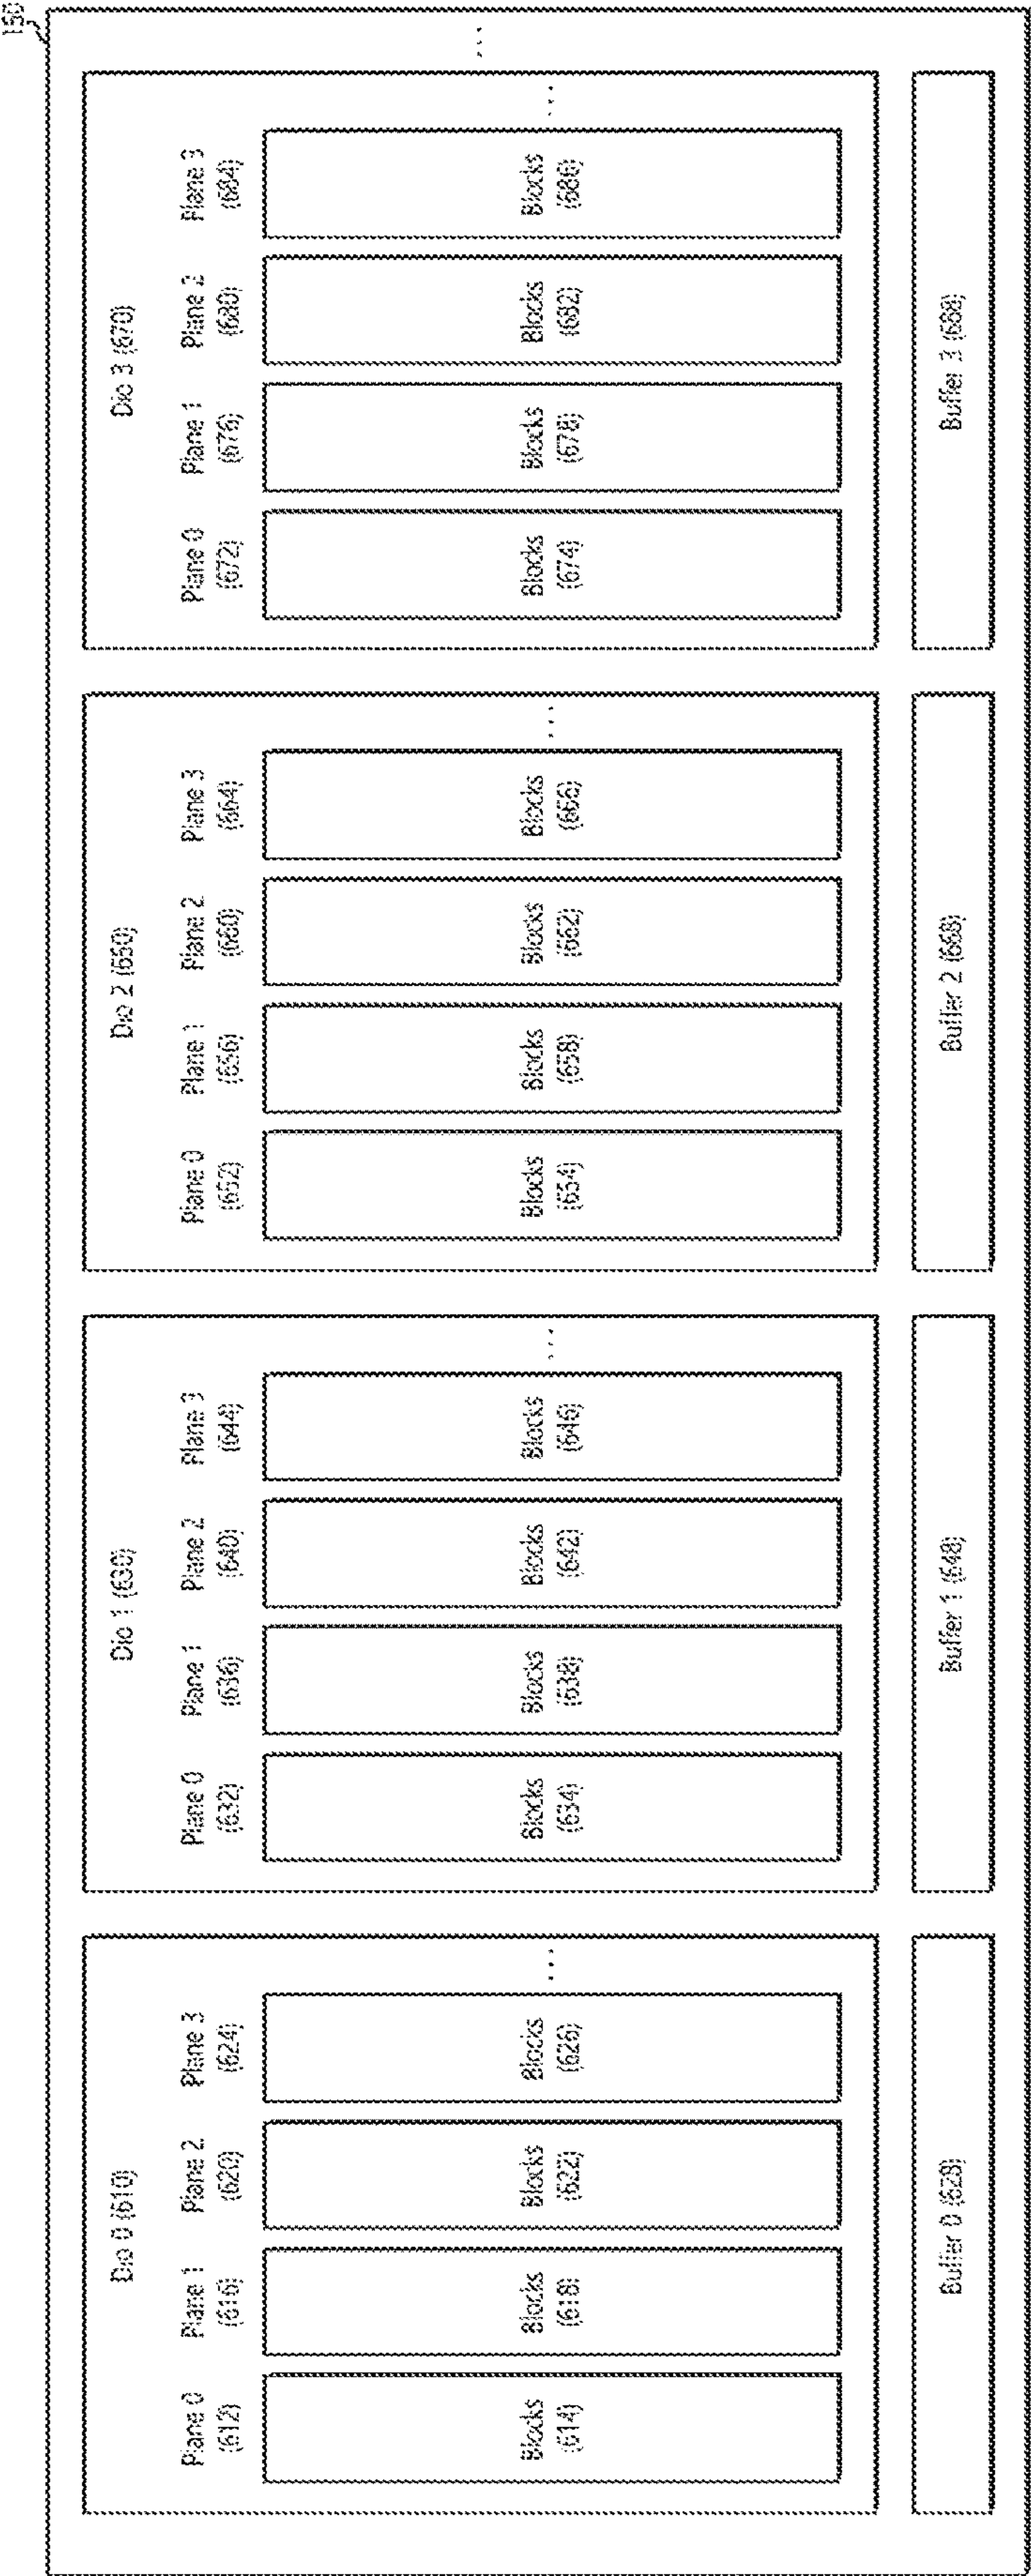 150
Die 0 (610)
Plane 0
(612)
Plane 1
(616)
Plane 2
(620)
Plane 3
(624)
Blocks
(614)
Blocks
(618)
Blocks
(622)
Blocks
(626)
...
Buffer 0 (628)
Die 1 (630)
Plane 0
(632)
Plane 1
(636)
Plane 2
(640)
Plane 3
(644)
Blocks
(634)
Blocks
(638)
Blocks
(642)
Blocks
(646)
...
Buffer 1 (648)
Die 2 (650)
Plane 0
(652)
Plane 1
(656)
Plane 2
(660)
Plane 3
(664)
Blocks
(654)
Blocks
(658)
Blocks
(662)
Blocks
(666)
...
Buffer 2 (668)
Die 3 (670)
Plane 0
(672)
Plane 1
(676)
Plane 2
(680)
Plane 3
(684)
Blocks
(674)
Blocks
(678)
Blocks
(682)
Blocks
(686)
...
Buffer 3 (688)
...